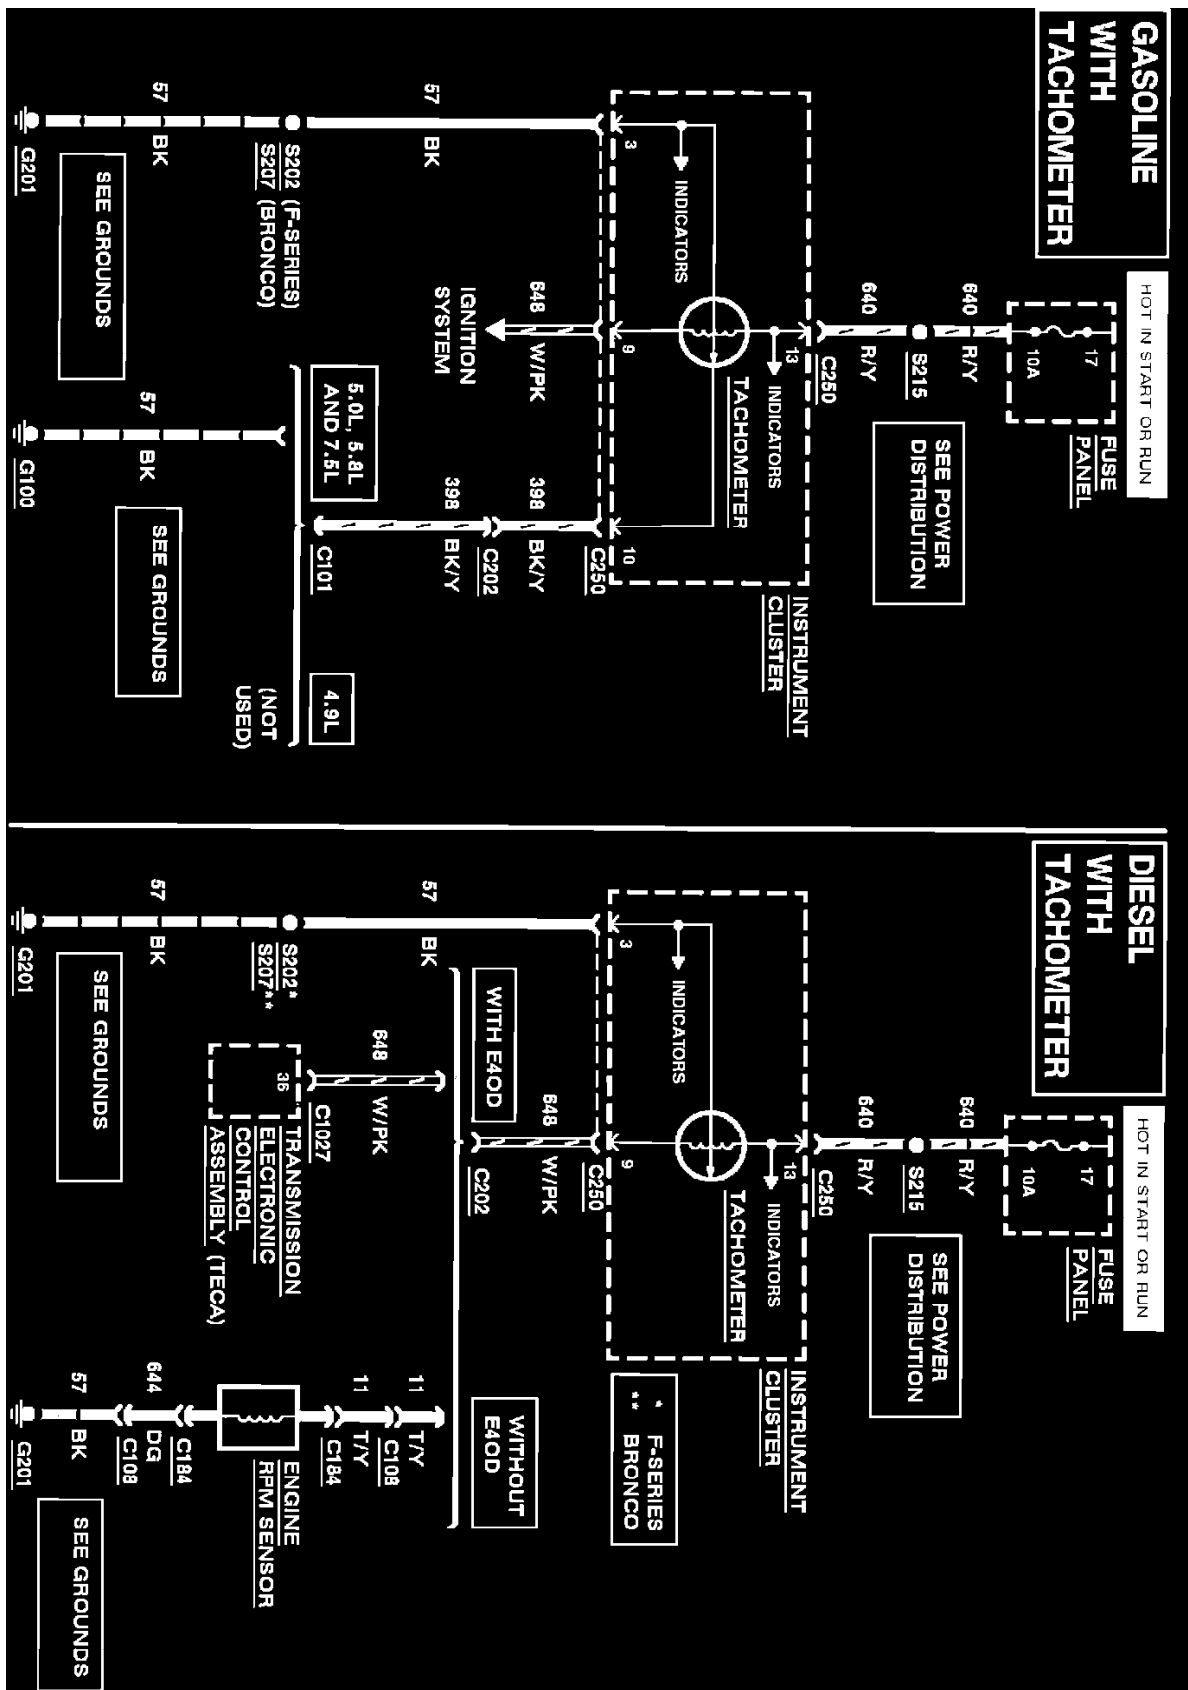 GASOLINE
WITH
TACHOMETER
HOT IN START OR RUN
17
10A
FUSE
PANEL
640
R/Y
S215
640
R/Y
C250
SEE POWER
DISTRIBUTION
13
INDICATORS
TACHOMETER
INSTRUMENT
CLUSTER
INDICATORS
3
9
10
57
BK
648
W/PK
C250
398
BK/Y
C202
398
BK/Y
C101
IGNITION
SYSTEM
S202 (F-SERIES)
S207 (BRONCO)
5.0L, 5.8L
AND 7.5L
4.9L
(NOT
USED)
57
BK
G201
SEE GROUNDS
57
BK
G100
SEE GROUNDS
DIESEL
WITH
TACHOMETER
HOT IN START OR RUN
17
10A
FUSE
PANEL
640
R/Y
S215
640
R/Y
C250
SEE POWER
DISTRIBUTION
13
INDICATORS
TACHOMETER
INSTRUMENT
CLUSTER
INDICATORS
3
9
* F-SERIES
** BRONCO
57
BK
648
W/PK
C250
C202
WITH E4OD
WITHOUT
E4OD
648
W/PK
C1027
36
TRANSMISSION
ELECTRONIC
CONTROL
ASSEMBLY (TECA)
11
T/Y
C108
11
T/Y
C184
ENGINE
RPM SENSOR
C184
644
DG
C108
57
BK
G201
SEE GROUNDS
S202*
S207**
57
BK
G201
SEE GROUNDS